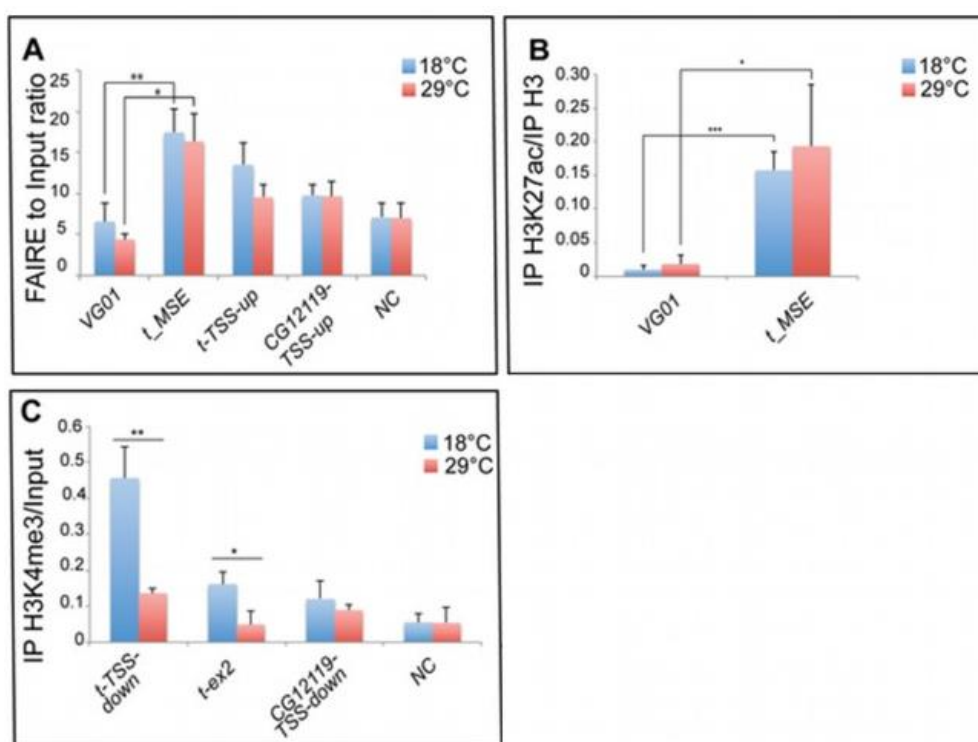 A
18°C
29°C
FAIRE to Input ratio
25
20
15
10
5
0
**
*
VG01
t_MSE
t-TSS-up
CG12119-
TSS-up
NC
B
18°C
29°C
IP H3K27ac/IP H3
0.30
0.25
0.20
0.15
0.10
0.05
0
*
***
VG01
t_MSE
C
18°C
29°C
IP H3K4me3/Input
0.6
0.5
0.4
0.3
0.2
0.1
0
**
*
t-TSS-
down
t-ex2
CG12119-
TSS-down
NC